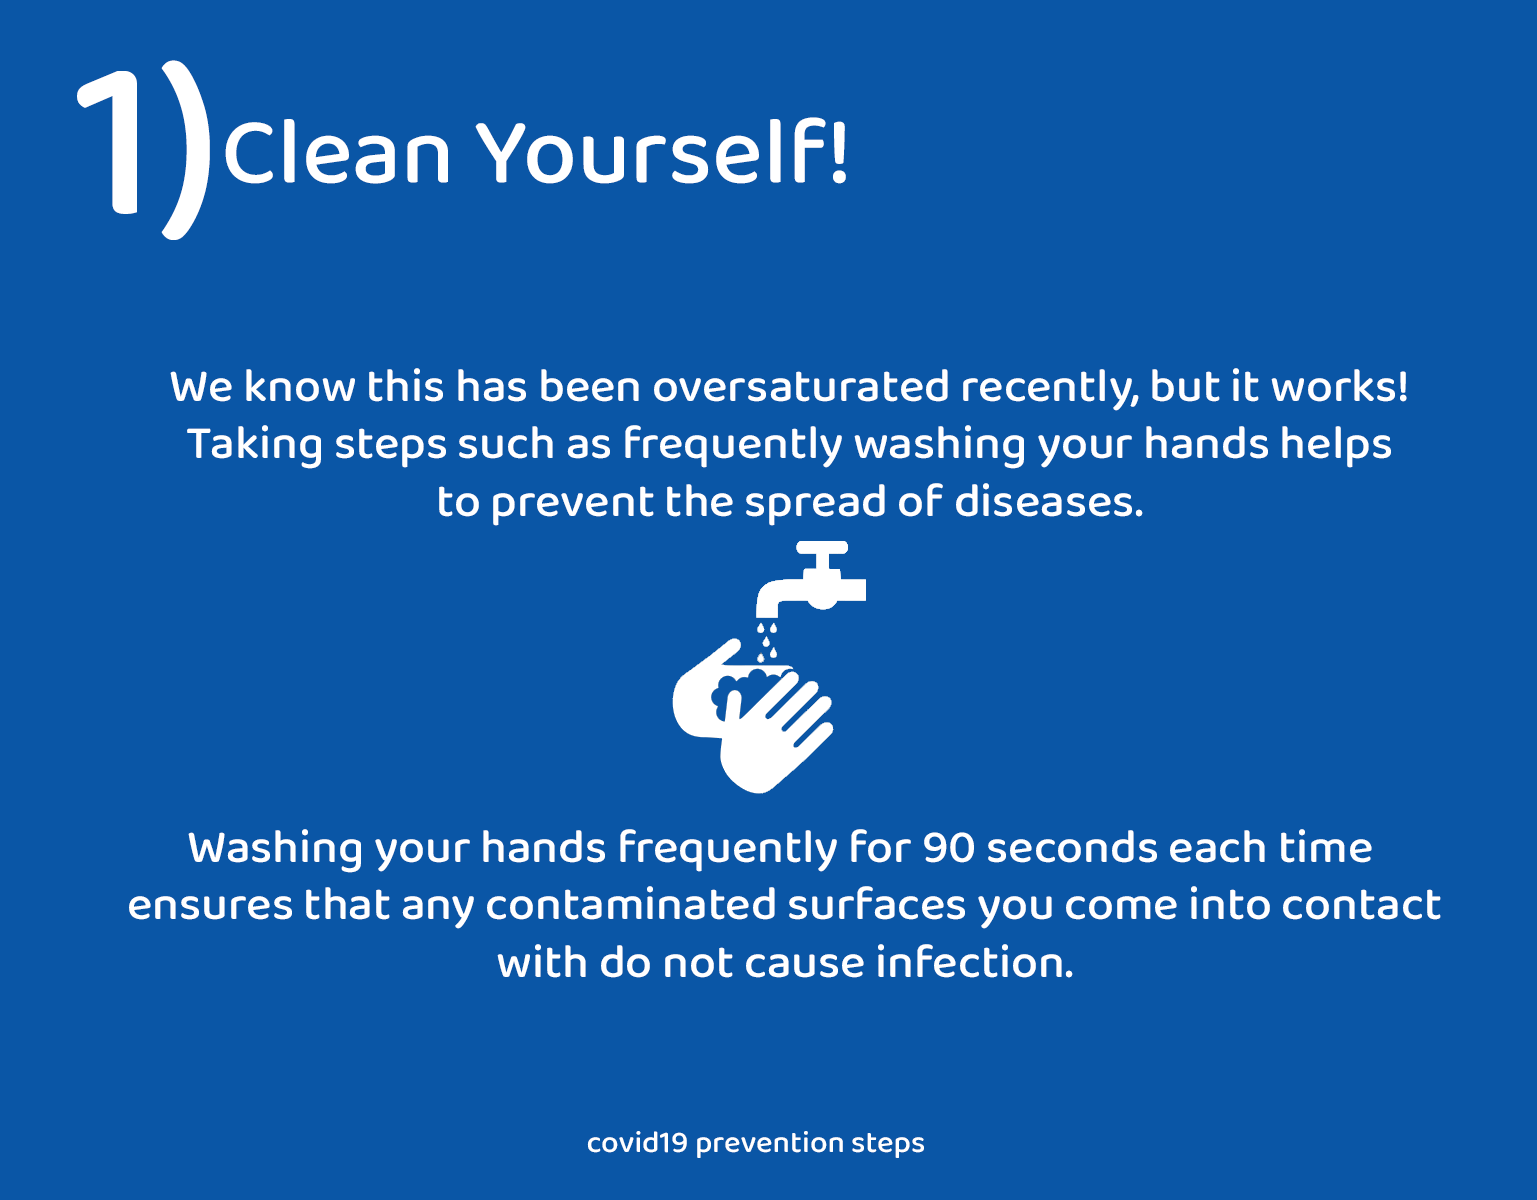 1) Clean Yourself!
We know this has been oversaturated recently, but it works!
Taking steps such as frequently washing your hands helps
to prevent the spread of diseases.
Washing your hands frequently for 90 seconds each time
ensures that any contaminated surfaces you come into contact
with do not cause infection.
covid19 prevention steps